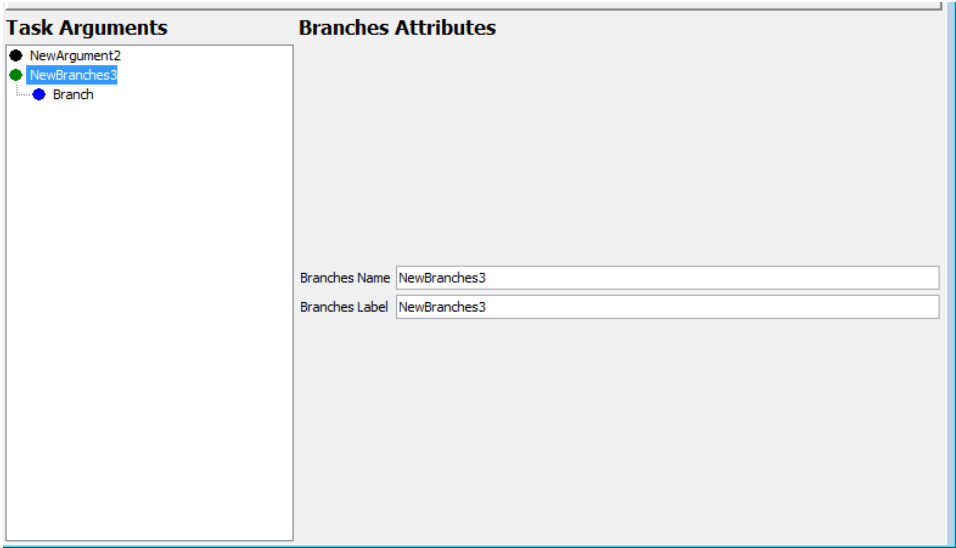 Task Arguments
NewArgument2
NewBranches3
Branch
Branches Attributes
Branches Name NewBranches3
Branches Label NewBranches3